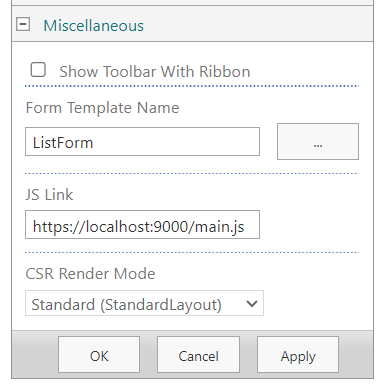 Miscellaneous
Show Toolbar With Ribbon
Form Template Name
ListForm
...
JS Link
https://localhost:9000/main.js
CSR Render Mode
Standard (StandardLayout)
OK Cancel Apply